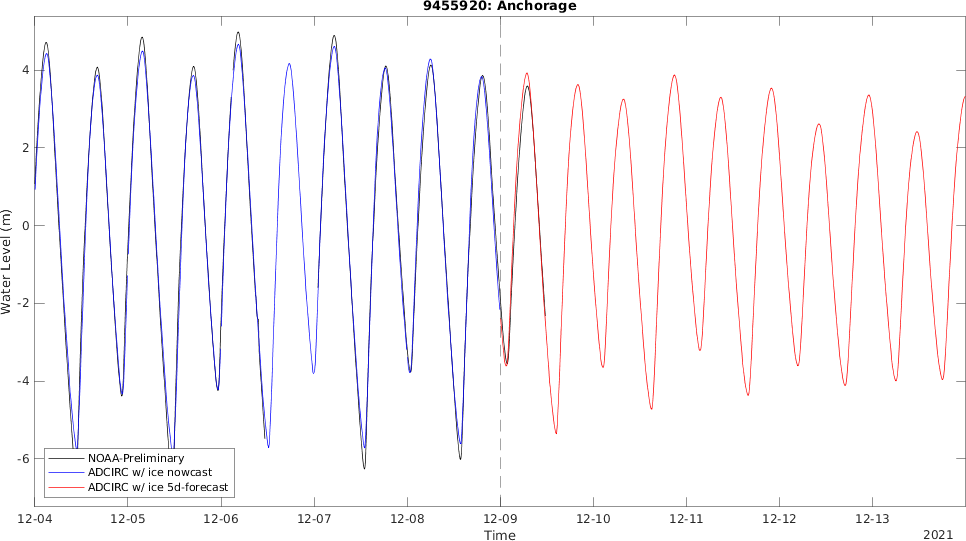 9455920: Anchorage
Water Level (m)
4
2
0
-2
-4
-6
NOAA-Preliminary
ADCIRC w/ ice nowcast
ADCIRC w/ ice 5d-forecast
12-04 12-05 12-06 12-07 12-08 12-09 12-10 12-11 12-12 12-13
Time
2021